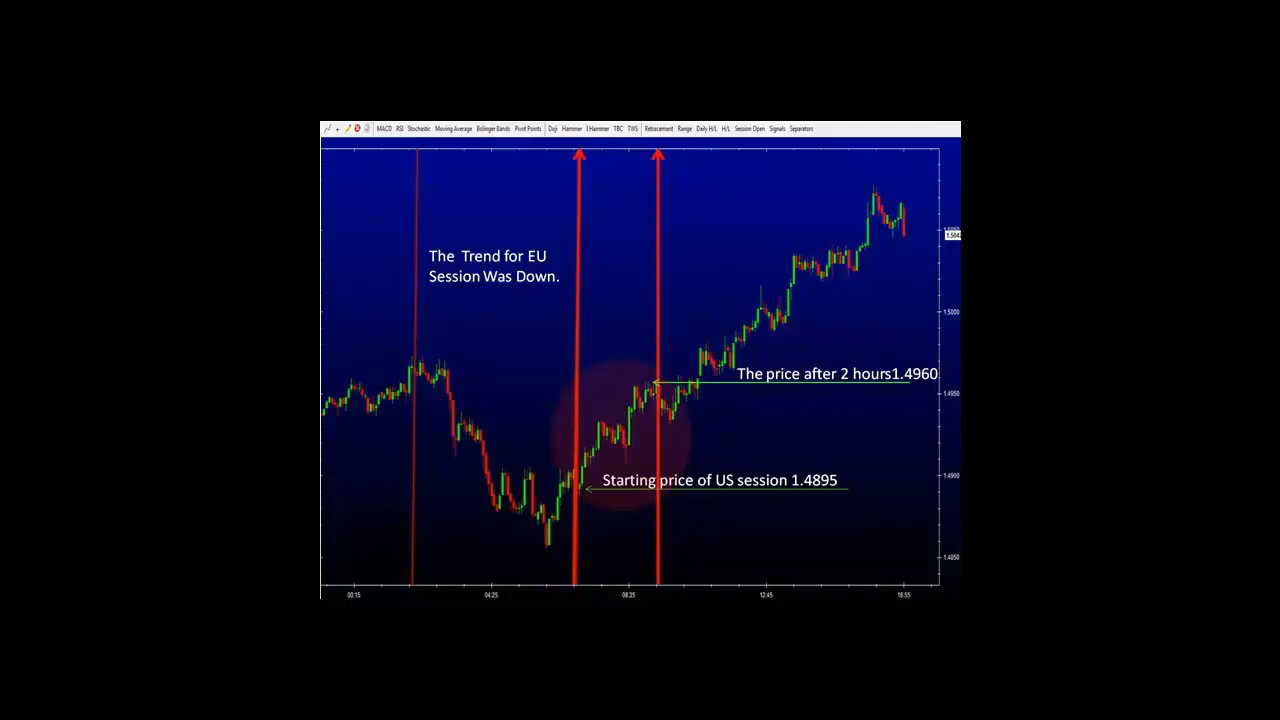 MACD RSI Stochastic Moving Average Bolinger Bands Pivot Points Doji Hammer I Hammer TBC TWS Retracement Range Daily H/L H/L Session Open Signals Separators
The Trend for EU
Session Was Down.
1.5000
The price after 2 hours1.4960
1.4950
Starting price of US session 1.4895
1.4900
1.4850
00:15 04:25 08:35 12:45 16:55